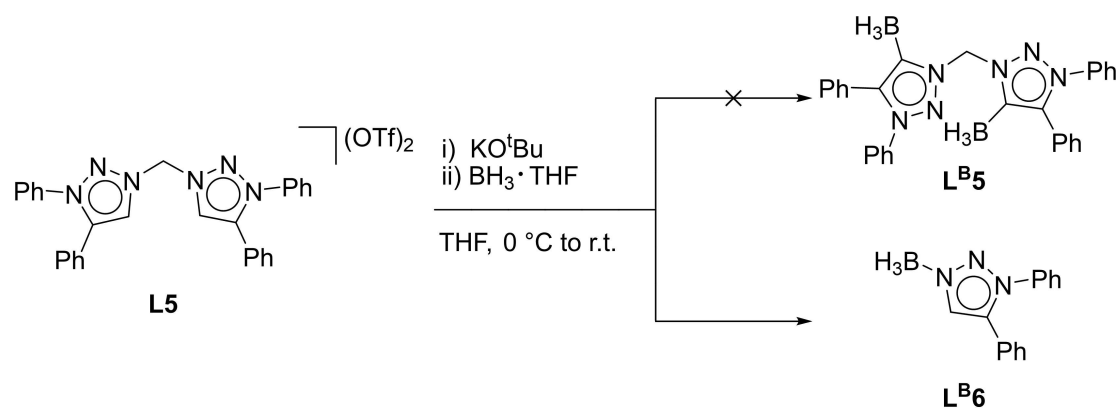 Ph
N
N
N
Ph
N
N
N
Ph
Ph
(OTf)₂
L5
i) KOᵗBu
ii) BH₃·THF
THF, 0 °C to r.t.
H₃B
Ph
N
N
N
Ph
N
N
N
Ph
H₃B
Ph
Lᴮ5
H₃B
N
N
N
Ph
Ph
Lᴮ6